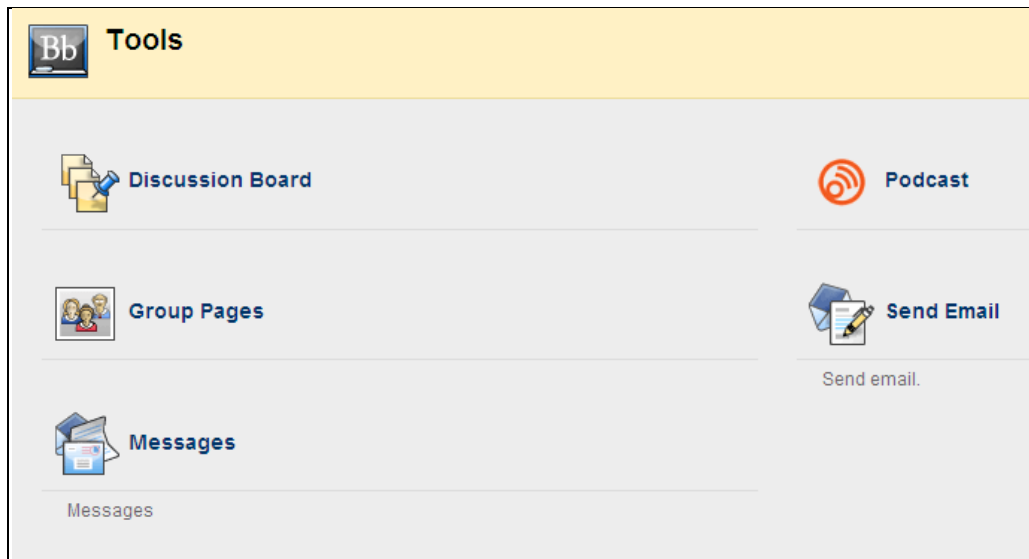 Bb
Tools
Discussion Board
Podcast
Group Pages
Send Email
Send email.
Messages
Messages